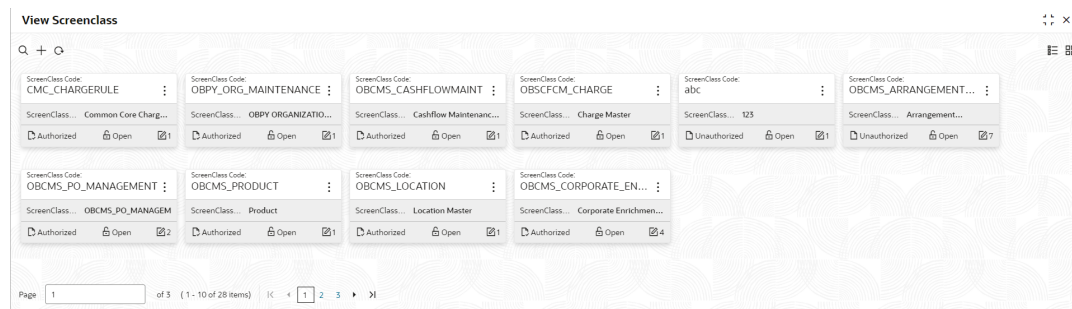 View Screenclass
ScreenClass Code:
CMC_CHARGERULE
ScreenClass... Common Core Charg...
Authorized Open 1
ScreenClass Code:
OBPY_ORG_MAINTENANCE
ScreenClass... OBPY ORGANIZATIO...
Authorized Open 1
ScreenClass Code:
OBCMS_CASHFLOWMAINT
ScreenClass... Cashflow Maintenanc...
Authorized Open 1
ScreenClass Code:
OBSCFCM_CHARGE
ScreenClass... Charge Master
Authorized Open 1
ScreenClass Code:
abc
ScreenClass... 123
Unauthorized Open 1
ScreenClass Code:
OBCMS_ARRANGEMENT...
ScreenClass... Arrangement...
Unauthorized Open 7
ScreenClass Code:
OBCMS_PO_MANAGEMENT
ScreenClass... OBCMS_PO_MANAGEM
Authorized Open 2
ScreenClass Code:
OBCMS_PRODUCT
ScreenClass... Product
Authorized Open 1
ScreenClass Code:
OBCMS_LOCATION
ScreenClass... Location Master
Authorized Open 1
ScreenClass Code:
OBCMS_CORPORATE_EN...
ScreenClass... Corporate Enrichmen...
Authorized Open 4
Page 1 of 3 ( 1 - 10 of 28 items) 1 2 3